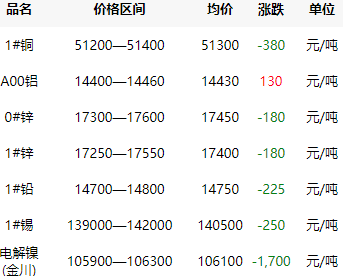 品名 价格区间 均价 涨跌 单位
1#铜 51200—51400 51300 -380 元/吨
A00铝 14400—14460 14430 130 元/吨
0#锌 17300—17600 17450 -180 元/吨
1#锌 17250—17550 17400 -180 元/吨
1#铅 14700—14800 14750 -225 元/吨
1#锡 139000—142000 140500 -250 元/吨
电解镍 105900—106300 106100 -1,700 元/吨
(金川)